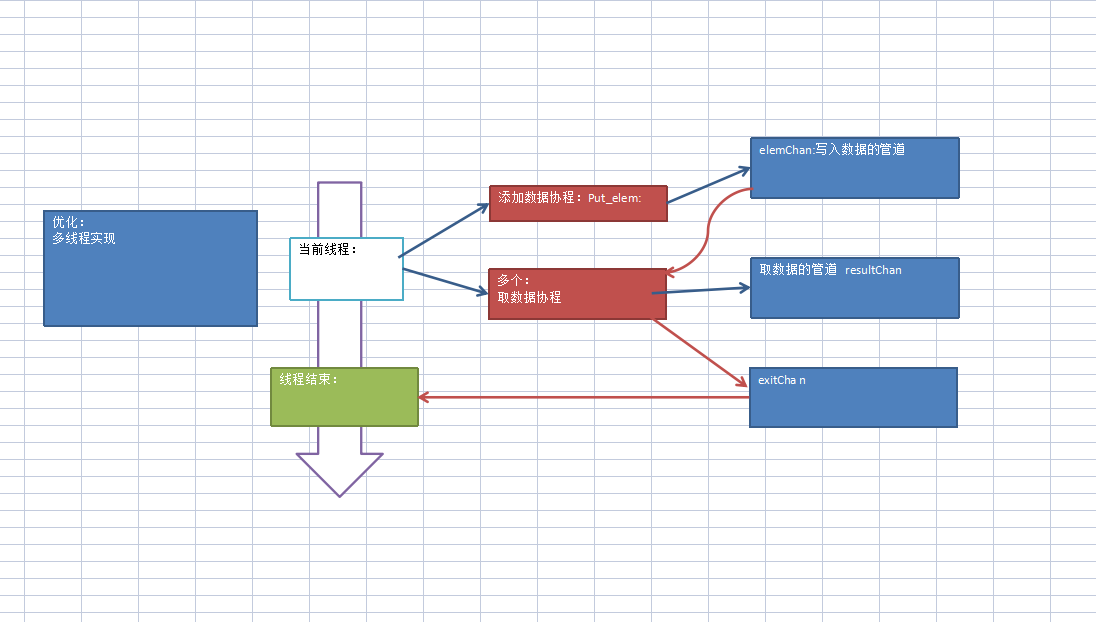 优化：
多线程实现
当前线程：
线程结束：
添加数据协程：Put_elem:
多个：
取数据协程
elemChan:写入数据的管道
取数据的管道 resultChan
exitCha n